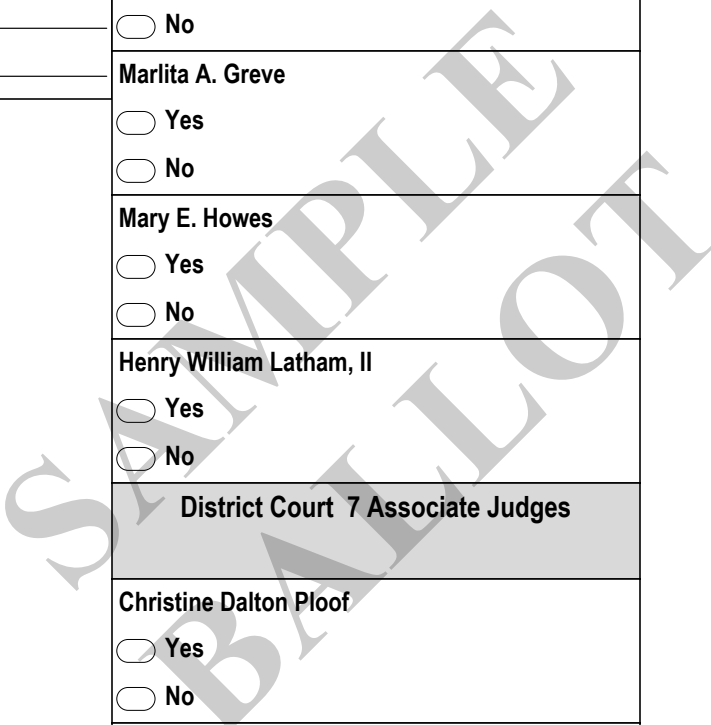 No
Marlita A. Greve
Yes
No
Mary E. Howes
Yes
No
Henry William Latham, II
Yes
No
District Court 7 Associate Judges
Christine Dalton Ploof
Yes
No
SAMPLE
BALLOT